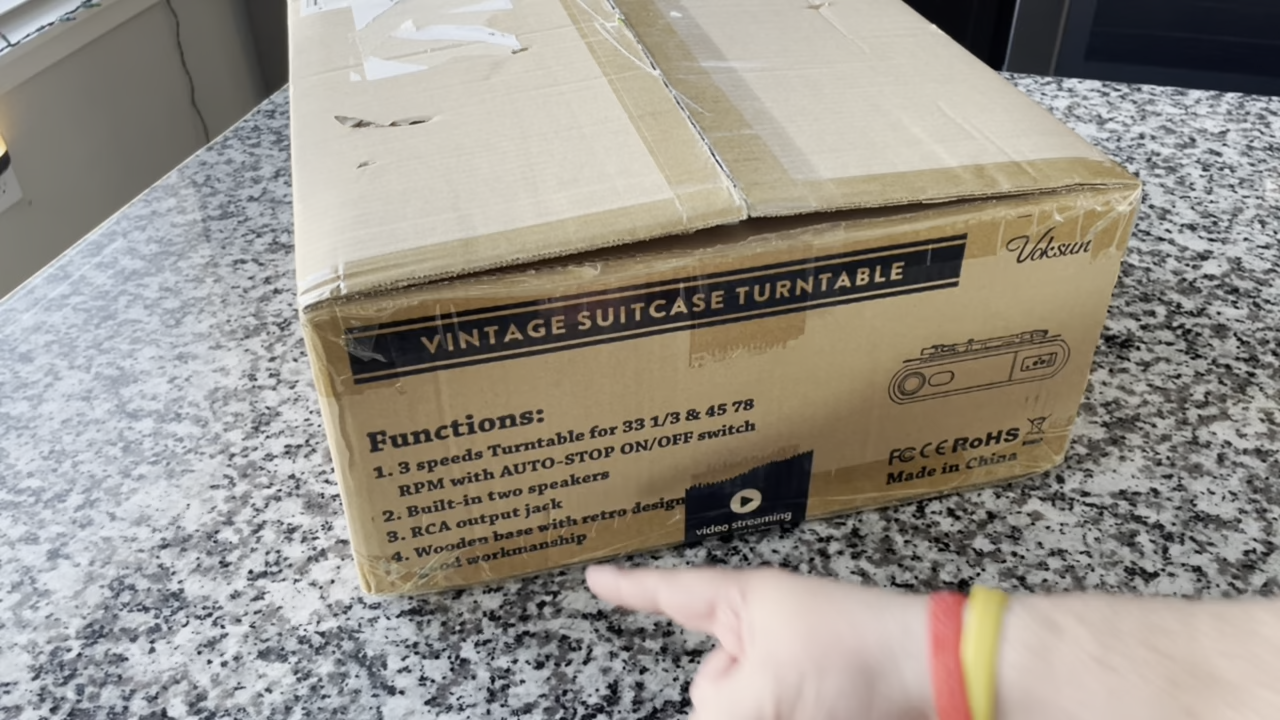 VINTAGE SUITCASE TURNTABLE
Voksun
Functions:
1. 3 speeds Turntable for 33 1/3 & 45 78
RPM with AUTO-STOP ON/OFF switch
2. Built-in two speakers
3. RCA output jack
4. Wooden base with retro design
workmanship
video streaming
FC CE RoHS
Made in China